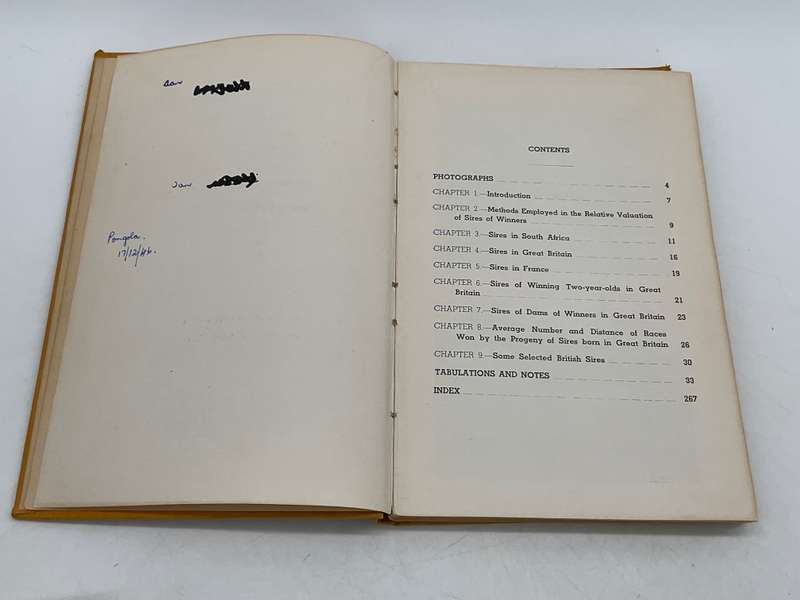 Pongola.
17/12/46.
CONTENTS
PHOTOGRAPHS 4
CHAPTER 1.—Introduction 7
CHAPTER 2.—Methods Employed in the Relative Valuation
of Sires of Winners 9
CHAPTER 3.—Sires in South Africa 11
CHAPTER 4.—Sires in Great Britain 16
CHAPTER 5.—Sires in France 19
CHAPTER 6.—Sires of Winning Two-year-olds in Great
Britain 21
CHAPTER 7.—Sires of Dams of Winners in Great Britain 23
CHAPTER 8.—Average Number and Distance of Races
Won by the Progeny of Sires born in Great Britain 26
CHAPTER 9.—Some Selected British Sires 30
TABULATIONS AND NOTES 33
INDEX 267